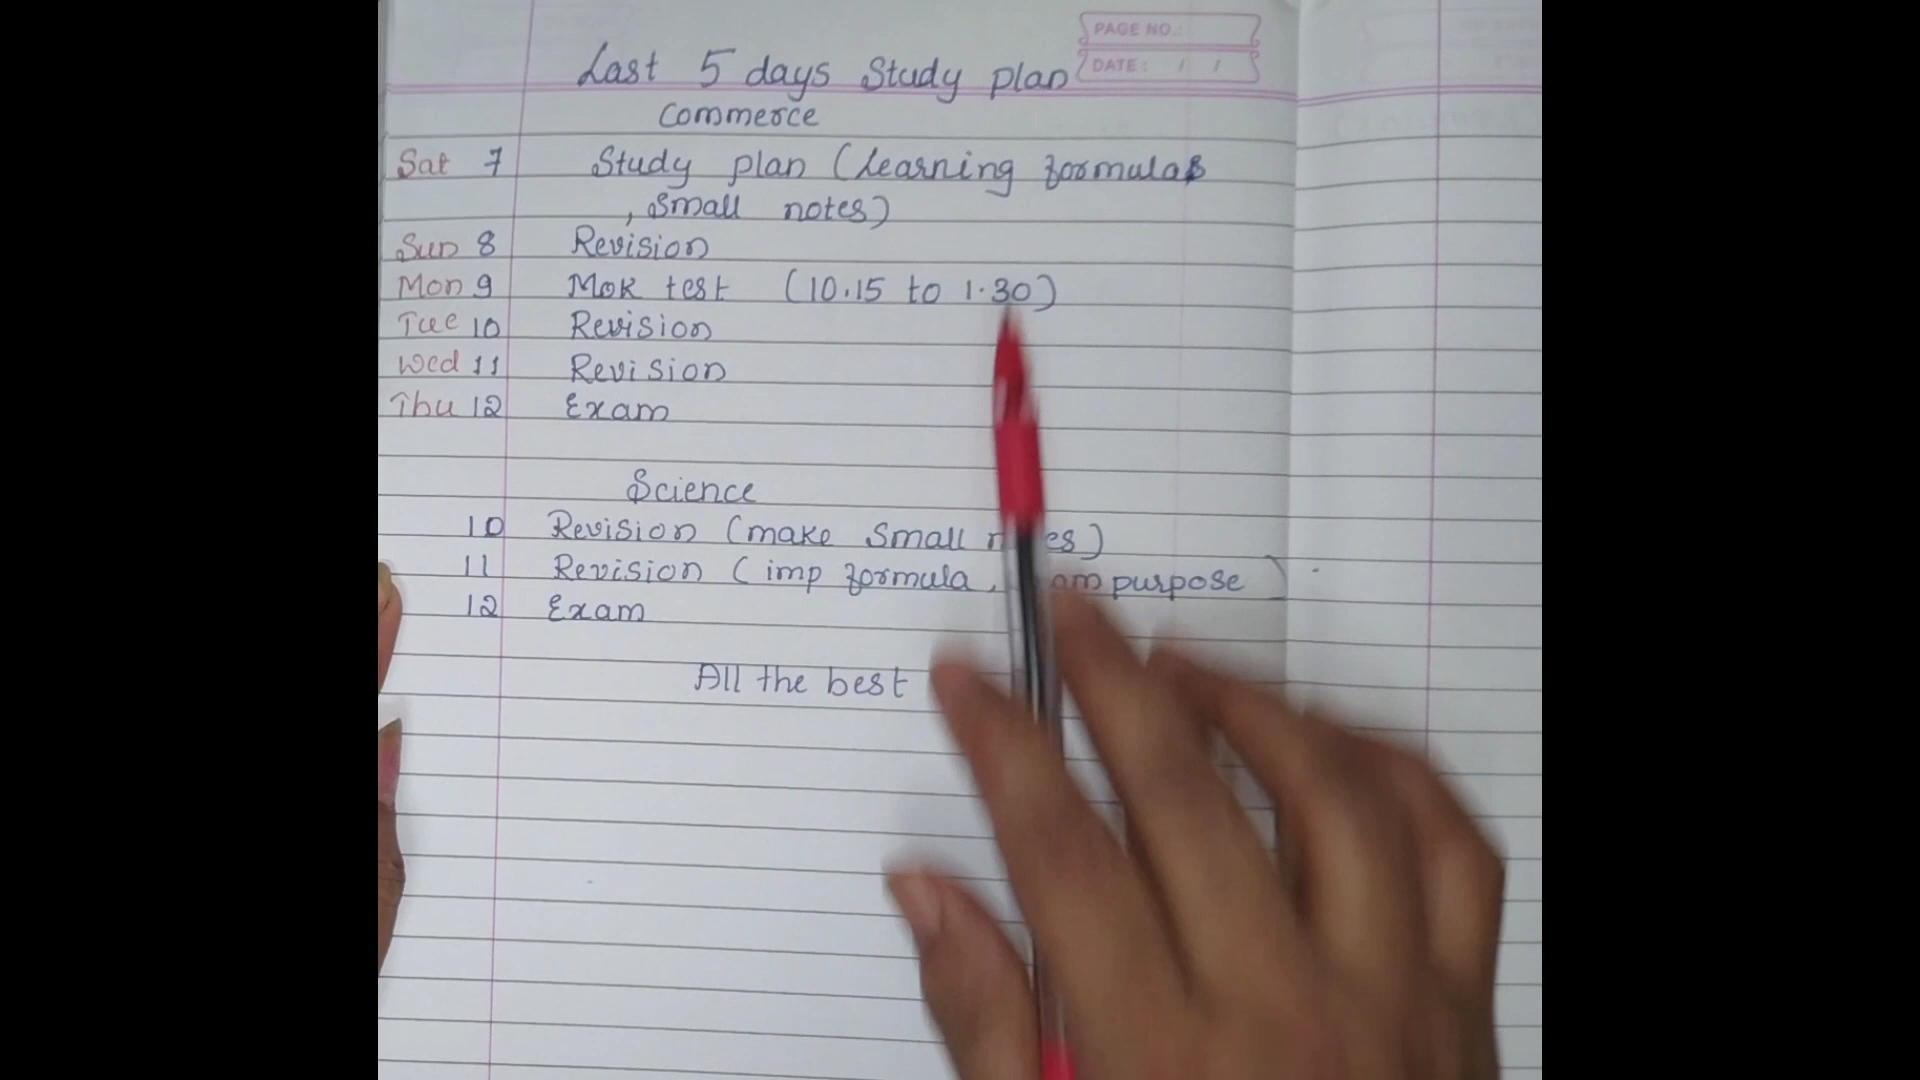 PAGE NO.:
DATE: / /
Last 5 days Study plan
Commerce
Sat 7 Study plan (Learning formulas
, Small notes)
Sun 8 Revision
Mon 9 Mok test (10.15 to 1.30)
Tue 10 Revision
Wed 11 Revision
Thu 12 Exam
Science
10 Revision (make Small
11 Revision (imp formula, purpose)
12 Exam
All the best